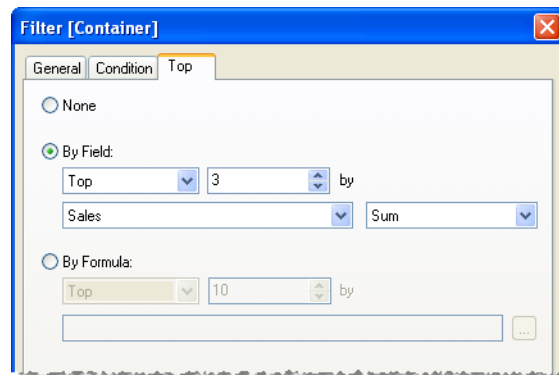 Filter [Container]
General Condition Top
None
By Field:
Top 3 by
Sales Sum
By Formula:
Top 10 by
...